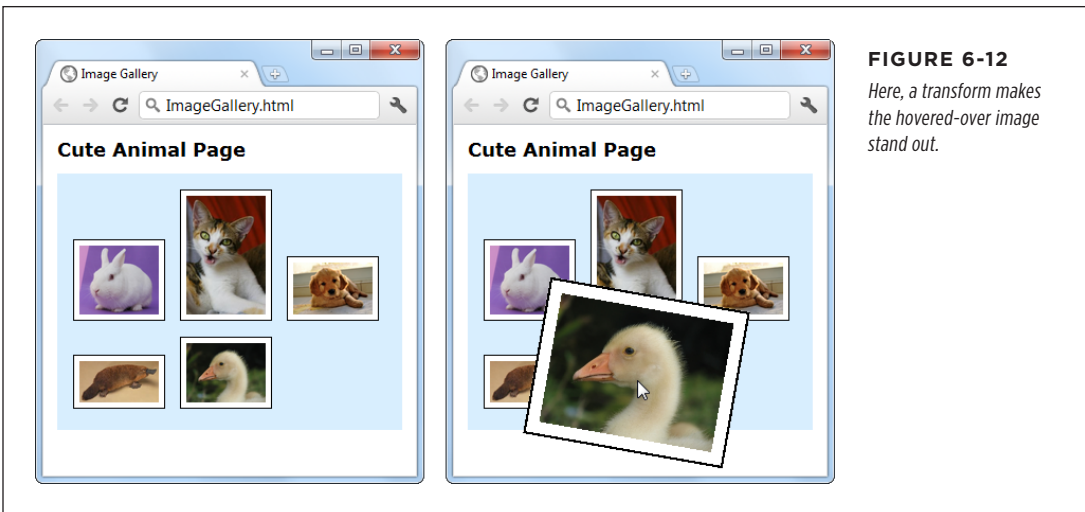 Image Gallery
ImageGallery.html
Cute Animal Page
Image Gallery
ImageGallery.html
Cute Animal Page
FIGURE 6-12
Here, a transform makes
the hovered-over image
stand out.